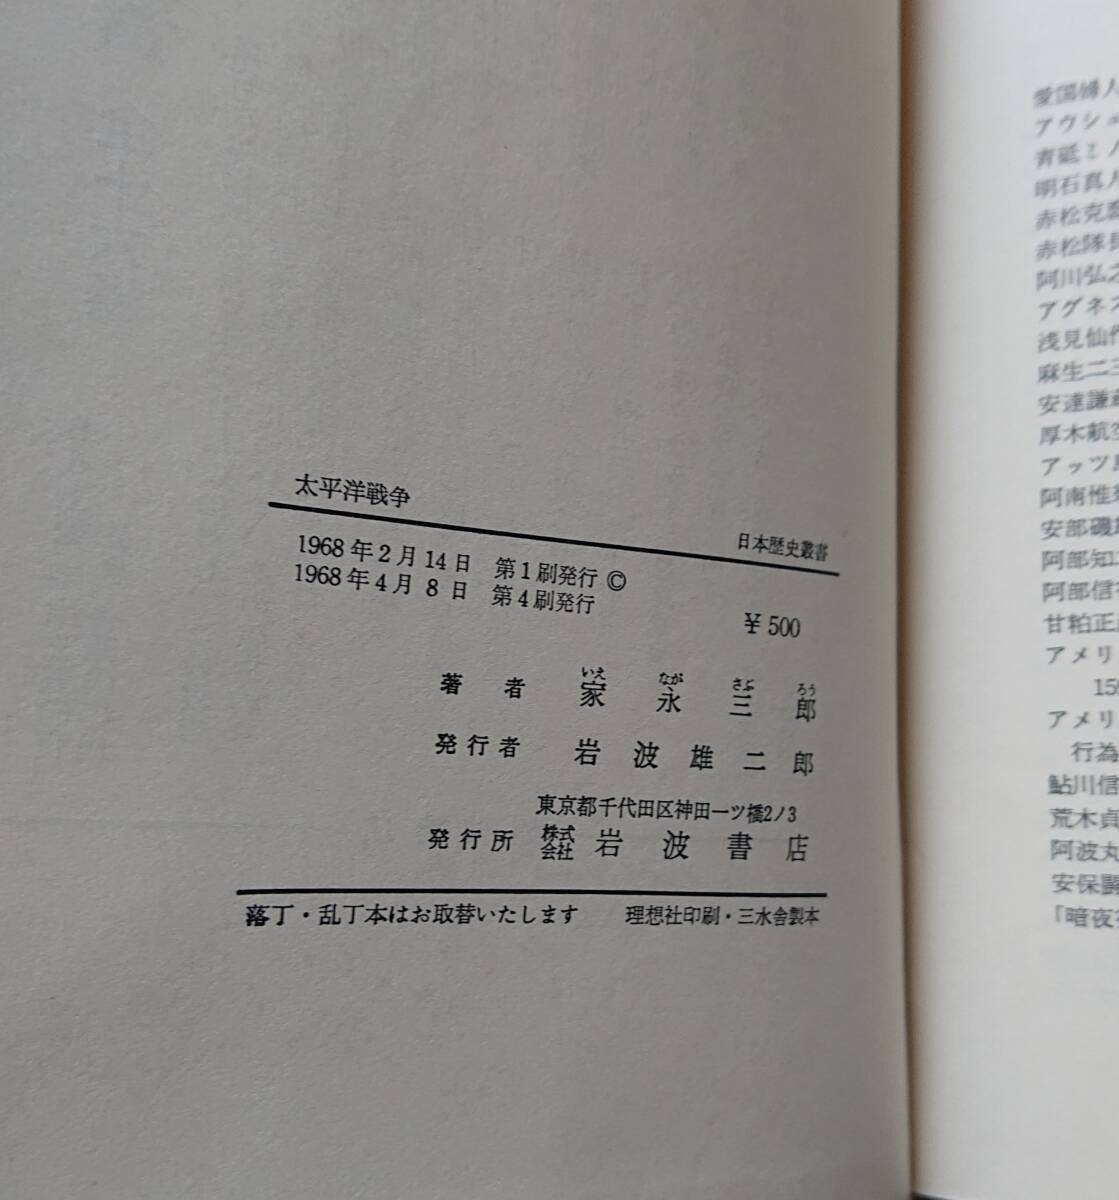 太平洋戦争
日本歴史叢書
1968年2月14日 第1刷発行 ©
1968年4月8日 第4刷発行
¥500
著者 家永三郎
いえ なが さぶ ろう
発行者 岩波雄二郎
東京都千代田区神田一ツ橋2ノ3
発行所 株式会社 岩波書店
落丁・乱丁本はお取替いたします 理想社印刷・三水舎製本
愛国婦人
アウシュ
青砥ミノ
明石真人
赤松克麿
赤松隊長
阿川弘之
アグネス
浅見仙作
麻生二三
安達謙蔵
厚木航空
アッツ島
阿南惟幾
安部磯雄
阿部知二
阿部信行
甘粕正彦
アメリ
15
アメリ
行為
鮎川信
荒木貞
阿波丸
安保闘
「暗夜